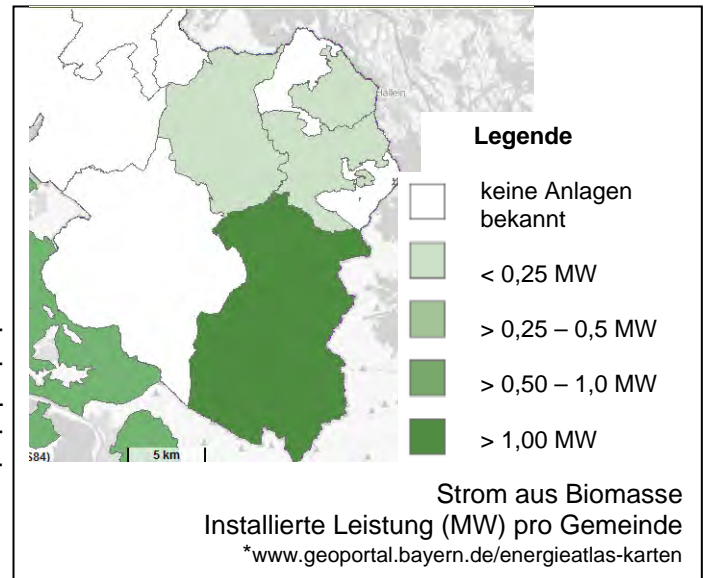 Hallein
Legende
keine Anlagen
bekannt
< 0,25 MW
> 0,25 – 0,5 MW
> 0,50 – 1,0 MW
> 1,00 MW
S84)
5 km
Strom aus Biomasse
Installierte Leistung (MW) pro Gemeinde
*www.geoportal.bayern.de/energieatlas-karten